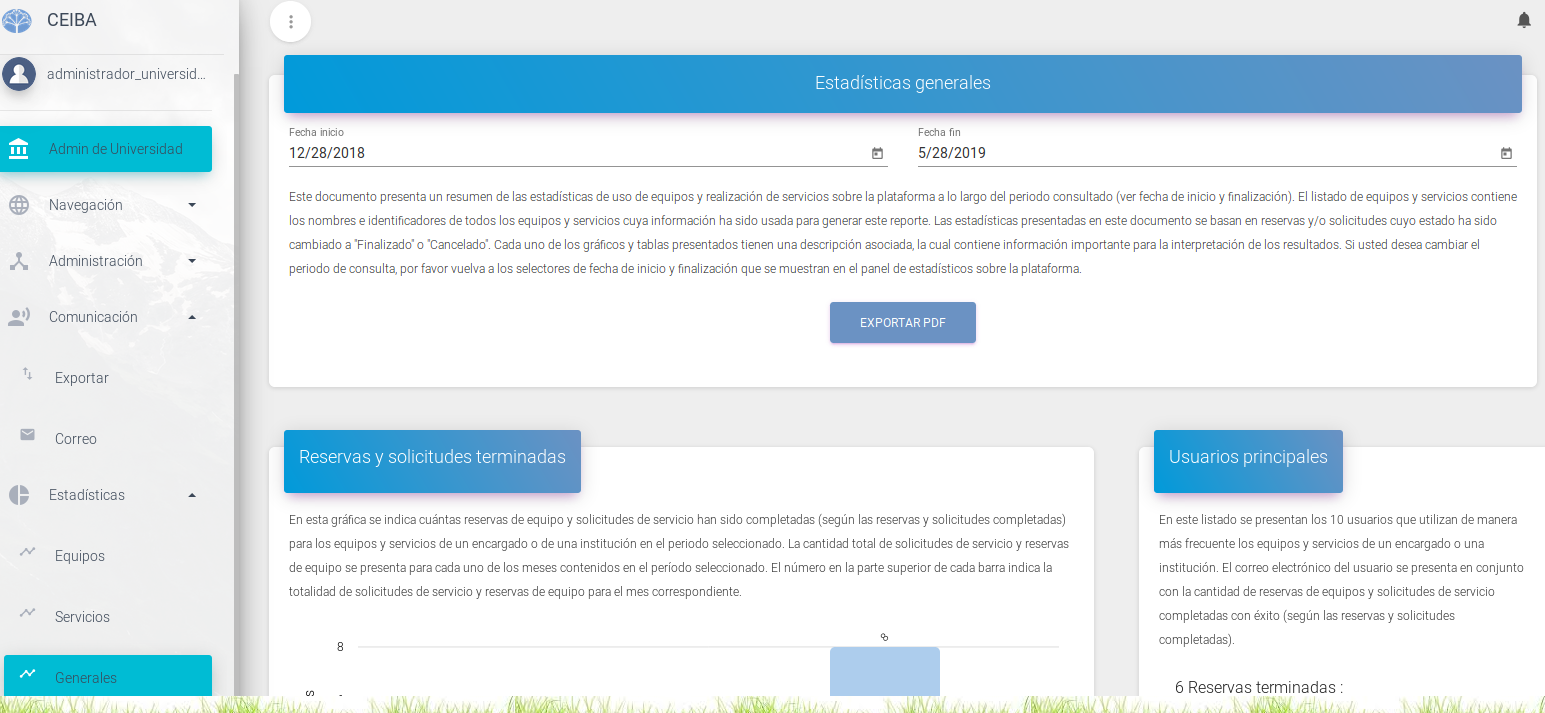 CEIBA
administrador_universid...
Admin de Universidad
Navegación
Administración
Comunicación
Exportar
Correo
Estadísticas
Equipos
Servicios
Generales
Estadísticas generales
Fecha inicio
12/28/2018
Fecha fin
5/28/2019
Este documento presenta un resumen de las estadísticas de uso de equipos y realización de servicios sobre la plataforma a lo largo del periodo consultado (ver fecha de inicio y finalización). El listado de equipos y servicios contiene
los nombres e identificadores de todos los equipos y servicios cuya información ha sido usada para generar este reporte. Las estadísticas presentadas en este documento se basan en reservas y/o solicitudes cuyo estado ha sido
cambiado a "Finalizado" o "Cancelado". Cada uno de los gráficos y tablas presentados tienen una descripción asociada, la cual contiene información importante para la interpretación de los resultados. Si usted desea cambiar el
periodo de consulta, por favor vuelva a los selectores de fecha de inicio y finalización que se muestran en el panel de estadísticos sobre la plataforma.
EXPORTAR PDF
Reservas y solicitudes terminadas
En esta gráfica se indica cuántas reservas de equipo y solicitudes de servicio han sido completadas (según las reservas y solicitudes completadas)
para los equipos y servicios de un encargado o de una institución en el periodo seleccionado. La cantidad total de solicitudes de servicio y reservas
de equipo se presenta para cada uno de los meses contenidos en el período seleccionado. El número en la parte superior de cada barra indica la
totalidad de solicitudes de servicio y reservas de equipo para el mes correspondiente.
8
8
Usuarios principales
En este listado se presentan los 10 usuarios que utilizan de manera
más frecuente los equipos y servicios de un encargado o una
institución. El correo electrónico del usuario se presenta en conjunto
con la cantidad de reservas de equipos y solicitudes de servicio
completadas con éxito (según las reservas y solicitudes
completadas).
6 Reservas terminadas :